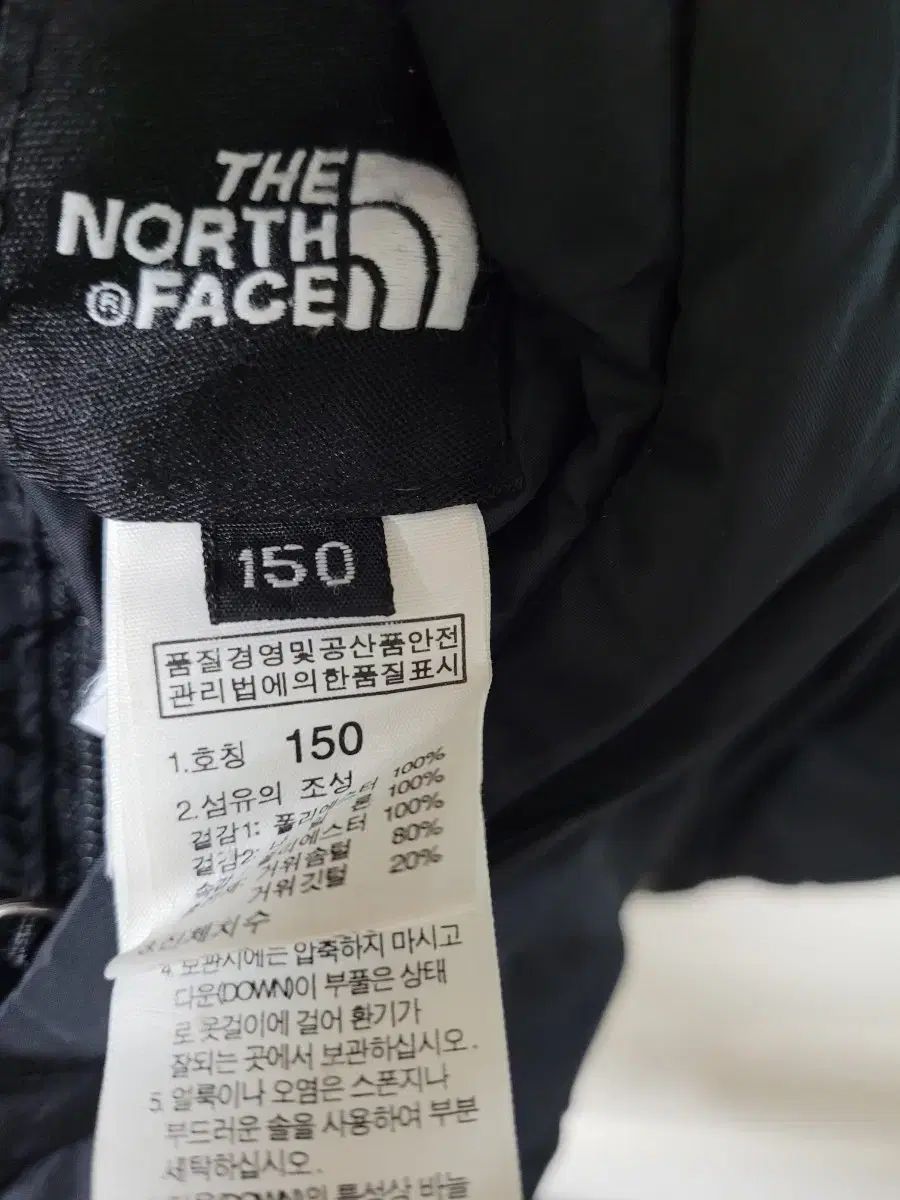 THE
NORTH
® FACE
150
품질경영및공산품안전
관리법에의한품질표시
1.호칭 150
2.섬유의 조성
겉감1: 100%
100%
100%
거위솜털 80%
거위깃털 20%
4. 보관시에는 압축하지 마시고
다운(DOWN)이 부풀은 상태
로 옷걸이에 걸어 환기가
잘되는 곳에서 보관하십시오.
5. 얼룩이나 오염은 스폰지나
부드러운 솔을 사용하여 부분
세탁하십시오.